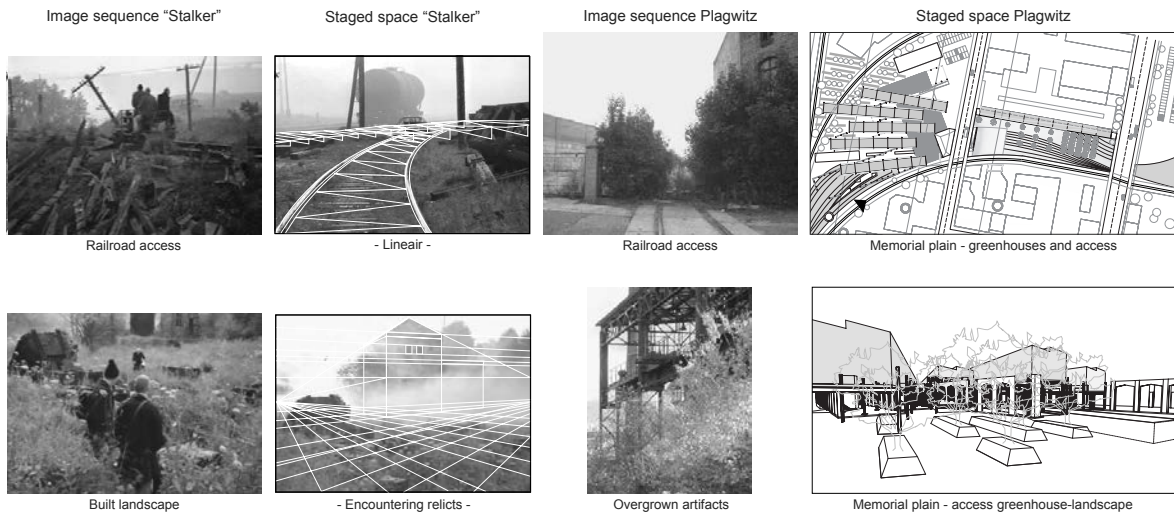 Image sequence “Stalker”
Staged space “Stalker”
Image sequence Plagwitz
Staged space Plagwitz
Railroad access
- Lineair -
Railroad access
Memorial plain - greenhouses and access
Built landscape
- Encountering relicts -
Overgrown artifacts
Memorial plain - access greenhouse-landscape